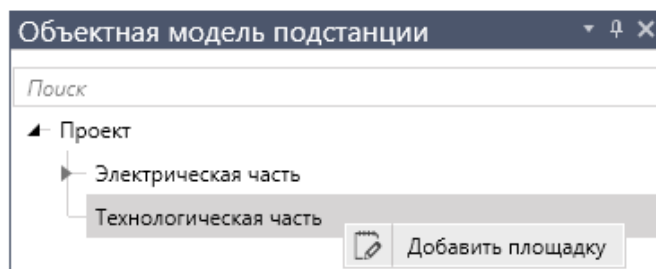 Объектная модель подстанции
Поиск
Проект
Электрическая часть
Технологическая часть
Добавить площадку